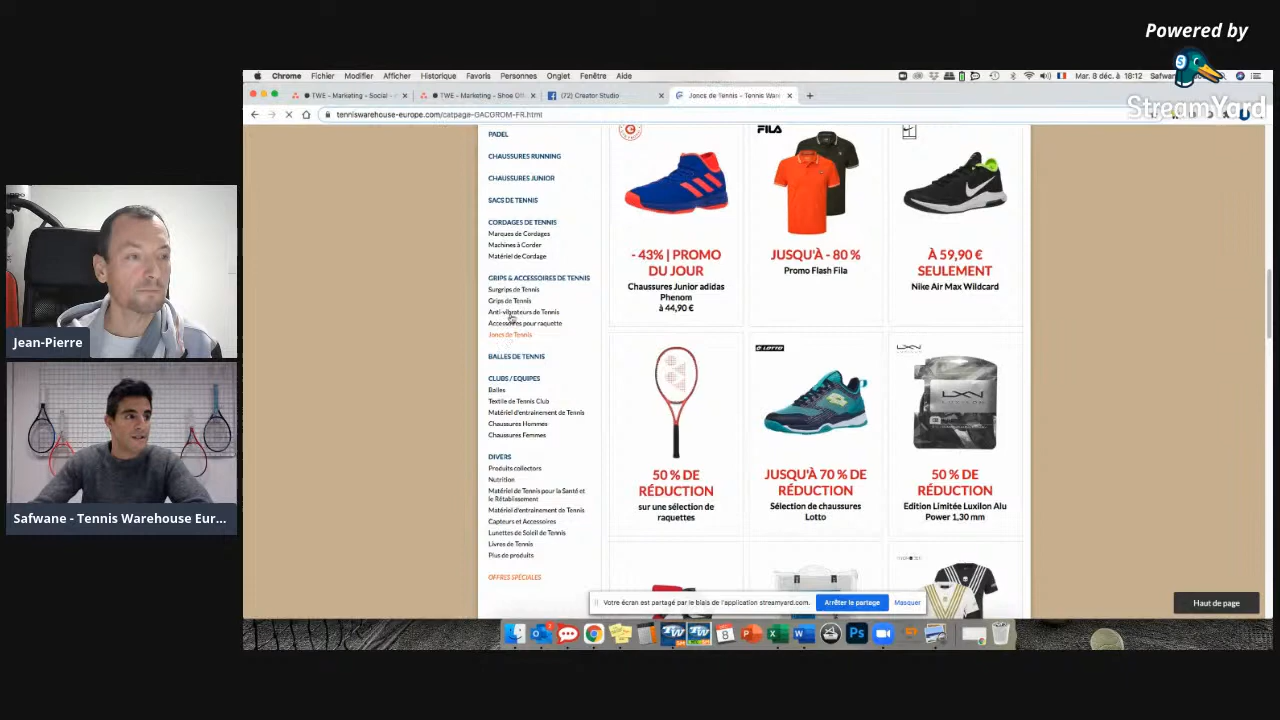 Powered by
StreamYard
Chrome Fichier Modifier Afficher Historique Favoris Personnes Onglet Fenêtre Aide
Mar. 8 déc. à 18:12
TWE - Marketing - Social -
TWE - Marketing - Shoe Off
(72) Creator Studio
Joncs de Tennis - Tennis War
tenniswarehouse-europe.com/catpage-GACGROM-FR.html
PADEL
CHAUSSURES RUNNING
CHAUSSURES JUNIOR
SACS DE TENNIS
CORDAGES DE TENNIS
Marques de Cordages
Machines à Corder
Matériel de Cordage
GRIPS & ACCESSOIRES DE TENNIS
Surgrips de Tennis
Grips de Tennis
Anti-vibrateurs de Tennis
Accessoires pour raquette
Joncs de Tennis
BALLES DE TENNIS
CLUBS / EQUIPES
Balles
Textile de Tennis Club
Matériel d'entrainement de Tennis
Chaussures Hommes
Chaussures Femmes
DIVERS
Produits collectors
Nutrition
Matériel de Tennis pour la Santé et
le Rétablissement
Matériel d'entrainement de Tennis
Capteurs et Accessoires
Lunettes de Soleil de Tennis
Livres de Tennis
Plus de produits
OFFRES SPÉCIALES
- 43% | PROMO
DU JOUR
Chaussures Junior adidas
Phenom
à 44,90 €
FILA
JUSQU'À - 80 %
Promo Flash Fila
À 59,90 €
SEULEMENT
Nike Air Max Wildcard
50 % DE
RÉDUCTION
sur une sélection de
raquettes
LOTTO
JUSQU'À 70 % DE
RÉDUCTION
Sélection de chaussures
Lotto
LXN
50 % DE
RÉDUCTION
Edition Limitée Luxilon Alu
Power 1,30 mm
Votre écran est partagé par le biais de l'application streamyard.com.
Arrêter le partage
Masquer
Haut de page
Jean-Pierre
Safwane - Tennis Warehouse Eur...